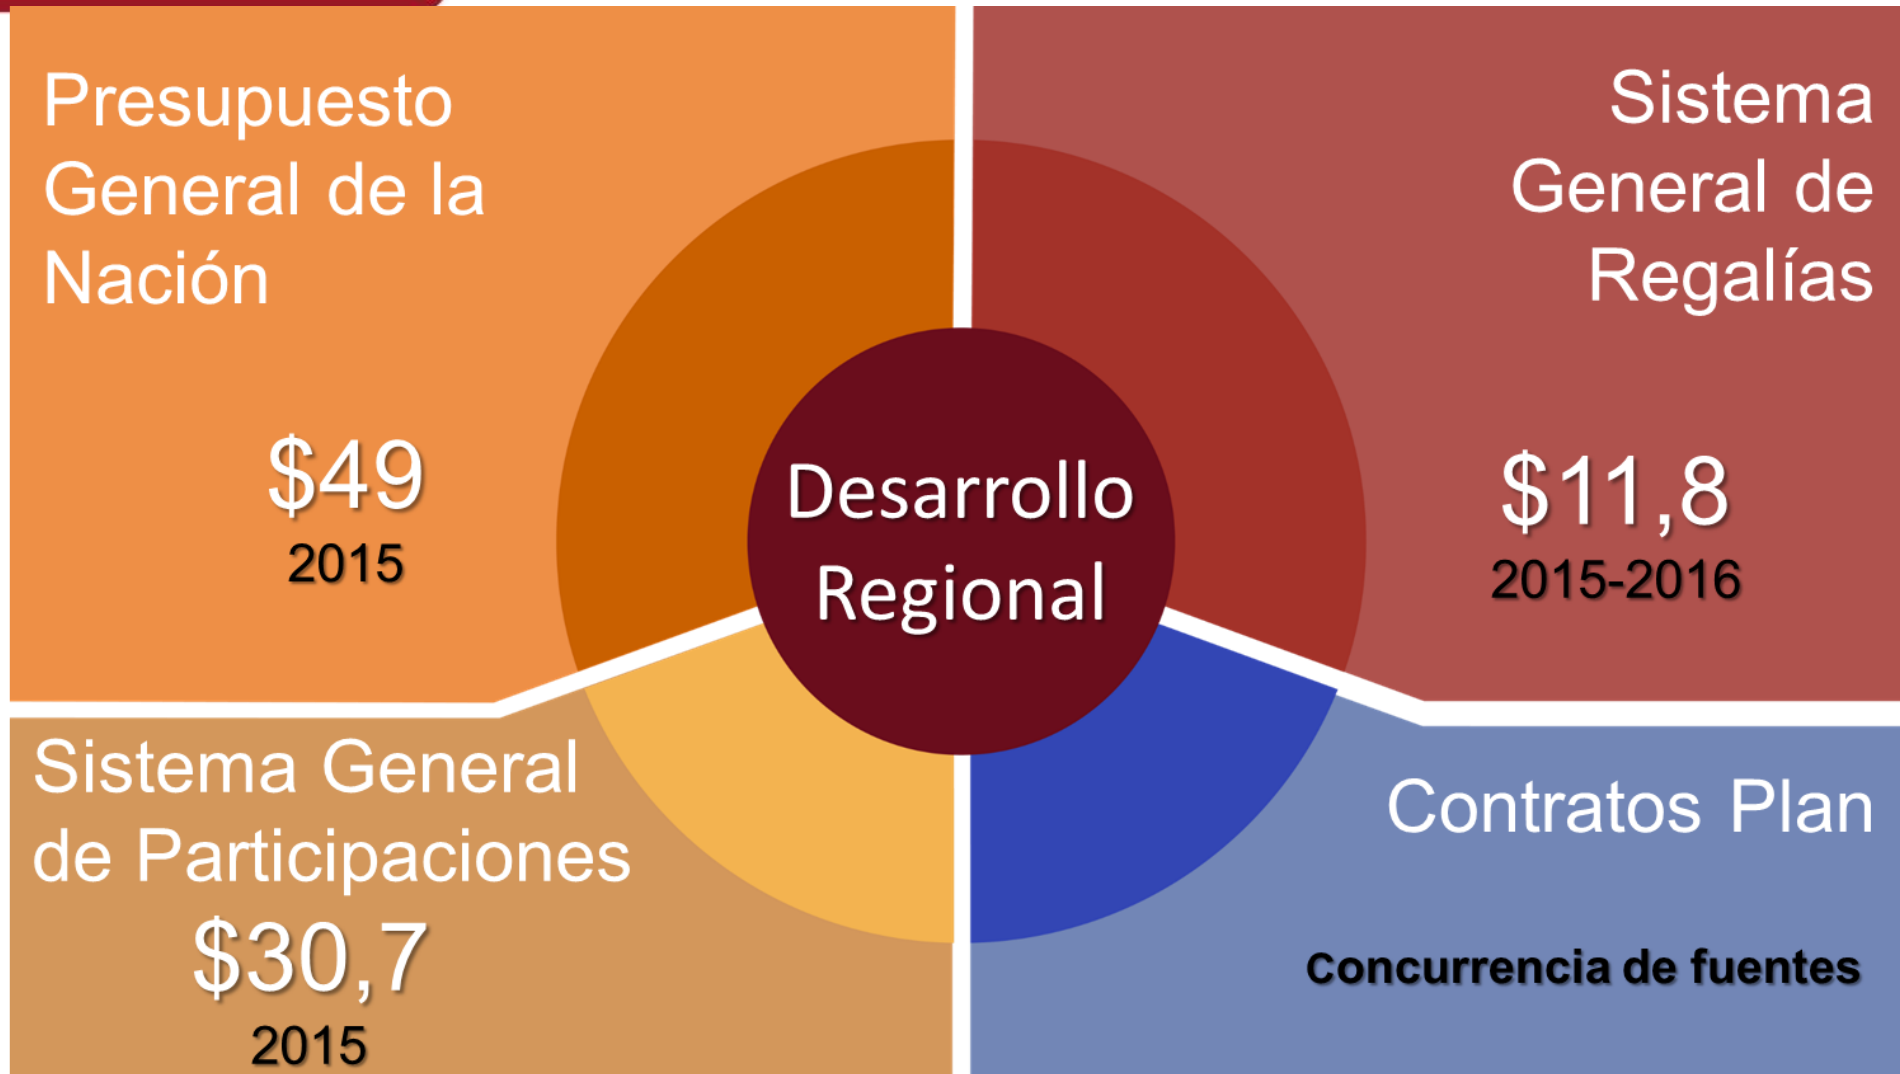 Presupuesto
General de la
Nación
$49
2015
Sistema
General de
Regalías
$11,8
2015-2016
Desarrollo
Regional
Sistema General
de Participaciones
$30,7
2015
Contratos Plan
Concurrencia de fuentes